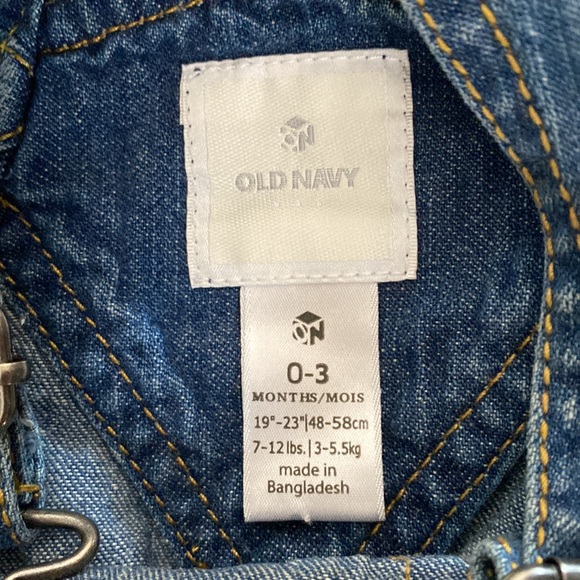 ON
OLD NAVY
ON
0-3
MONTHS/MOIS
19"-23"|48-58cm
7-12 lbs.|3-5.5kg
made in
Bangladesh